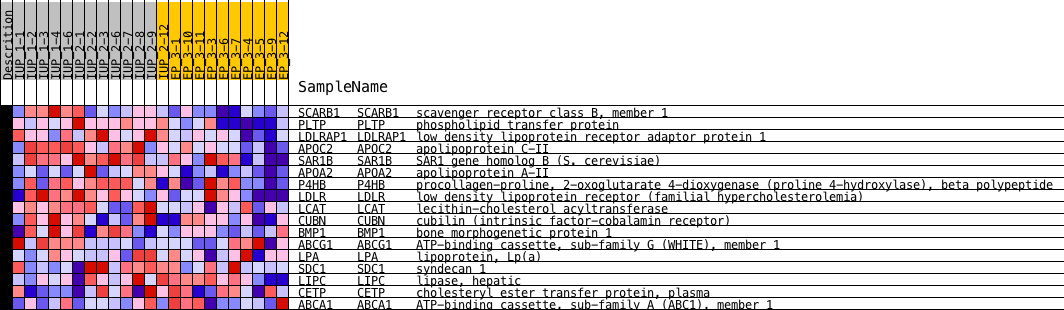 Descrition
IUP_1-1
IUP_1-2
IUP_1-3
IUP_1-4
IUP_1-6
IUP_2-1
IUP_2-2
IUP_2-3
IUP_2-6
IUP_2-7
IUP_2-8
IUP_2-9
IUP_2-12
EP_3-1
EP_3-10
EP_3-11
EP_3-3
EP_3-6
EP_3-7
EP_3-4
EP_3-5
EP_3-9
EP_3-12
SampleName
SCARB1 SCARB1 scavenger receptor class B, member 1
PLTP PLTP phospholipid transfer protein
LDLRAP1 LDLRAP1 low density lipoprotein receptor adaptor protein 1
APOC2 APOC2 apolipoprotein C-II
SAR1B SAR1B SAR1 gene homolog B (S. cerevisiae)
APOA2 APOA2 apolipoprotein A-II
P4HB P4HB procollagen-proline, 2-oxoglutarate 4-dioxygenase (proline 4-hydroxylase), beta polypeptide
LDLR LDLR low density lipoprotein receptor (familial hypercholesterolemia)
LCAT LCAT lecithin-cholesterol acyltransferase
CUBN CUBN cubilin (intrinsic factor-cobalamin receptor)
BMP1 BMP1 bone morphogenetic protein 1
ABCG1 ABCG1 ATP-binding cassette, sub-family G (WHITE), member 1
LPA LPA lipoprotein, Lp(a)
SDC1 SDC1 syndecan 1
LIPC LIPC lipase, hepatic
CETP CETP cholesteryl ester transfer protein, plasma
ABCA1 ABCA1 ATP-binding cassette, sub-family A (ABC1), member 1